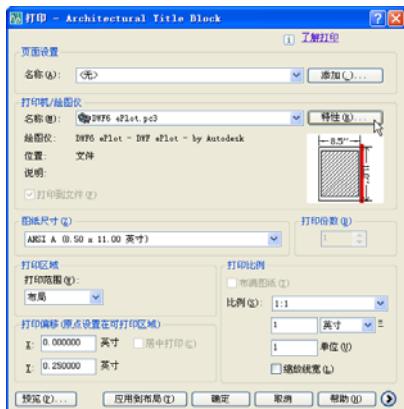 打印 - Architectural Title Block
了解打印
页面设置
名称(A): <无> 添加(.)...
打印机/绘图仪
名称(M): DWF6 ePlot.pc3 特性(R)...
绘图仪: DWF6 ePlot - DWF ePlot - by Autodesk
位置: 文件
说明:
打印到文件(F)
8.5"
图纸尺寸(Z) 打印份数(B)
ANSI A (8.50 x 11.00 英寸) 1
打印区域 打印比例
打印范围(W): 布满图纸(I)
布局 比例(S): 1:1
打印偏移(原点设置在可打印区域) 1 英寸 =
X: 0.000000 英寸 居中打印(C) 1 单位(U)
Y: 0.250000 英寸 缩放线宽(L)
预览(P)... 应用到布局(T) 确定 取消 帮助(H)